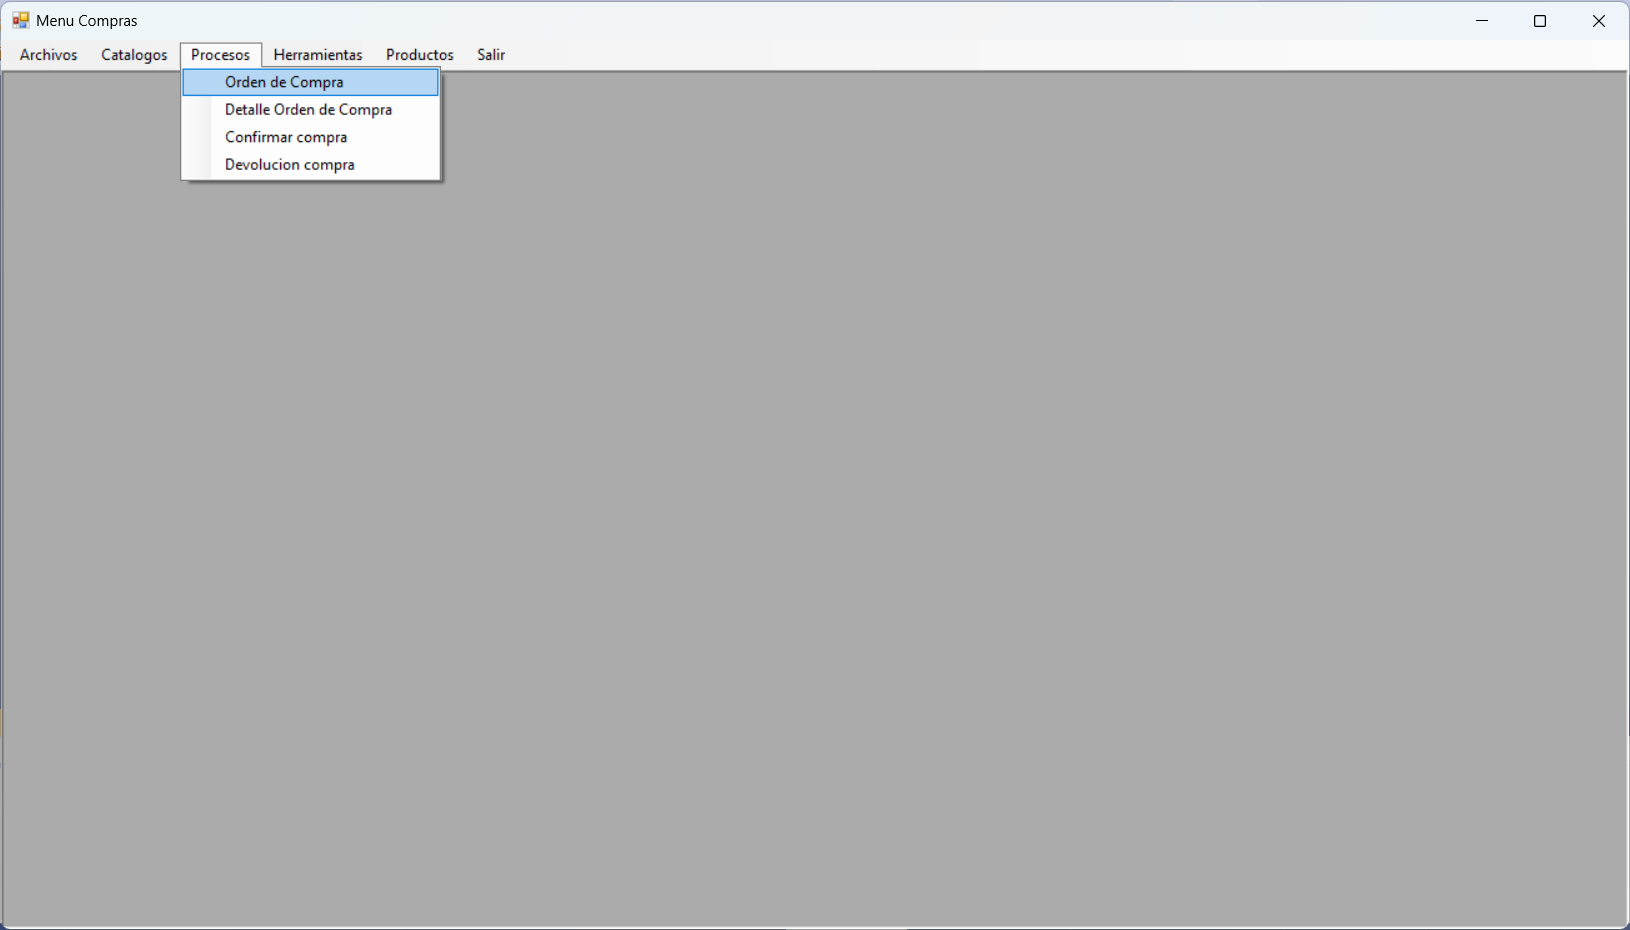 Menu Compras
Archivos Catalogos Procesos Herramientas Productos Salir
Orden de Compra
Detalle Orden de Compra
Confirmar compra
Devolucion compra